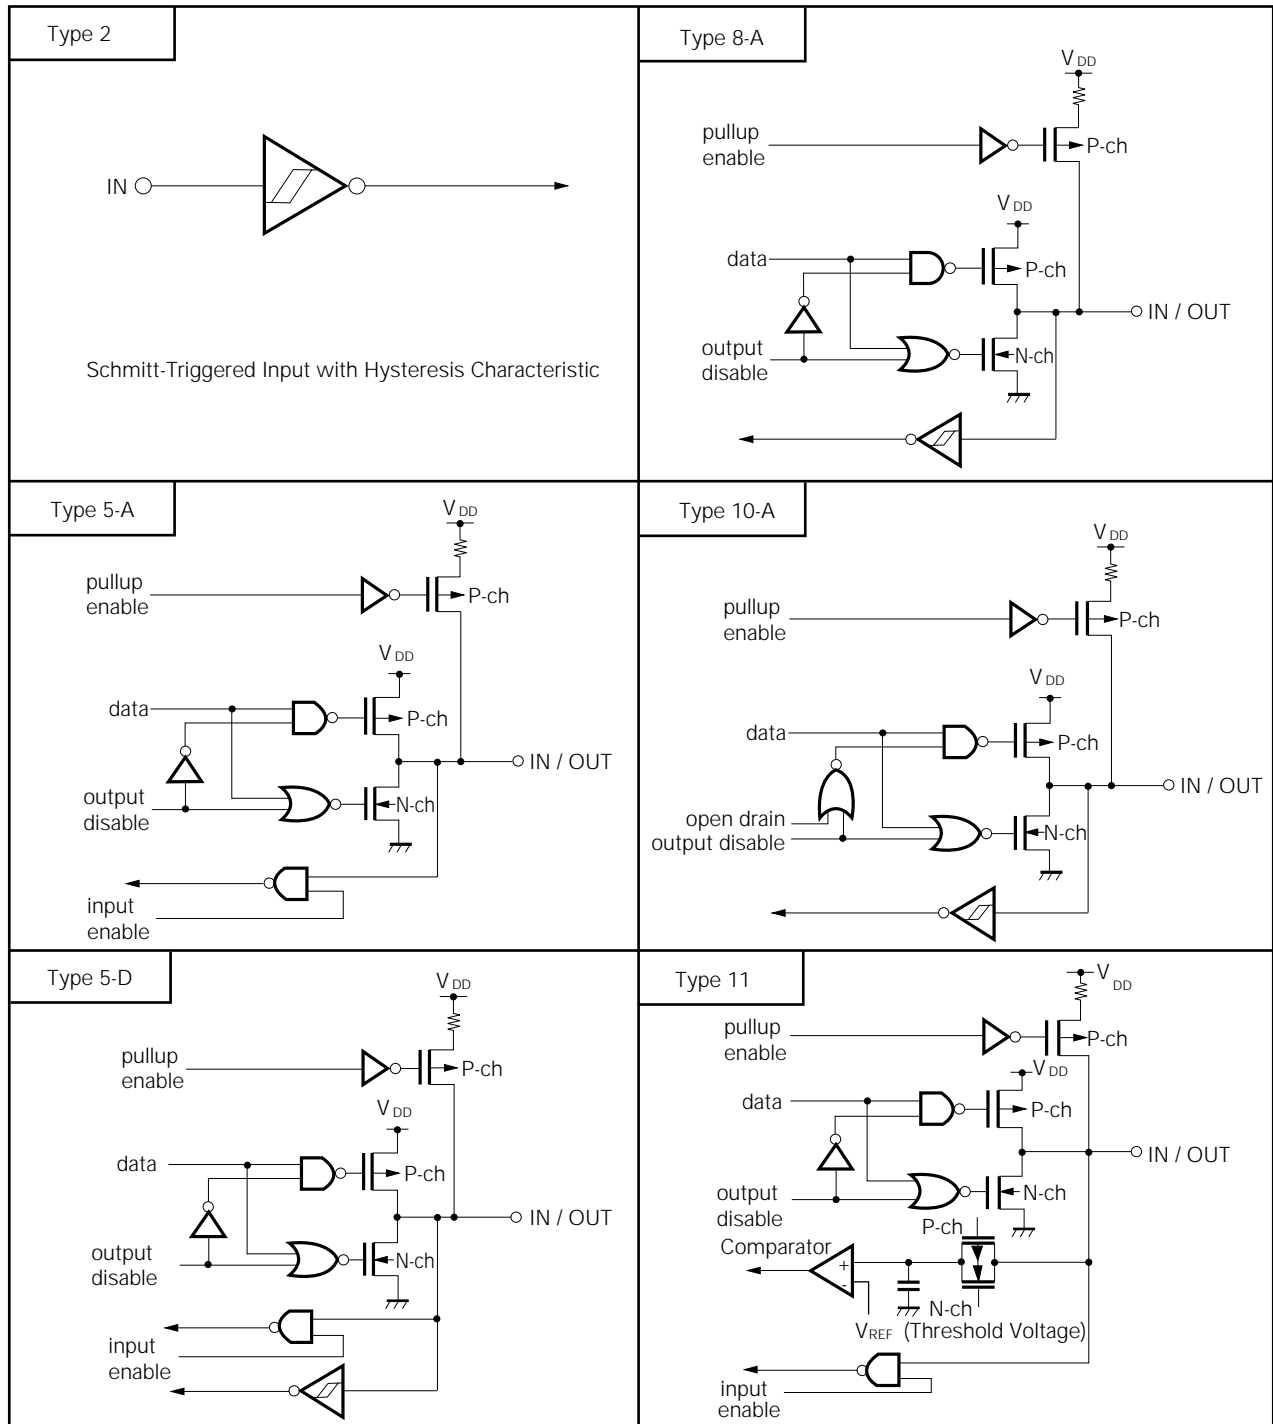 Type 2
IN
Schmitt-Triggered Input with Hysteresis Characteristic
Type 8-A
VDD
pullup
enable
P-ch
VDD
data
P-ch
IN / OUT
output
disable
N-ch
Type 5-A
VDD
pullup
enable
P-ch
VDD
data
P-ch
IN / OUT
output
disable
N-ch
input
enable
Type 10-A
VDD
pullup
enable
P-ch
VDD
data
P-ch
IN / OUT
open drain
output disable
N-ch
Type 5-D
VDD
pullup
enable
P-ch
VDD
data
P-ch
IN / OUT
output
disable
N-ch
input
enable
Type 11
VDD
pullup
enable
P-ch
VDD
data
P-ch
IN / OUT
output
disable
N-ch
P-ch
Comparator
+
-
N-ch
VREF (Threshold Voltage)
input
enable